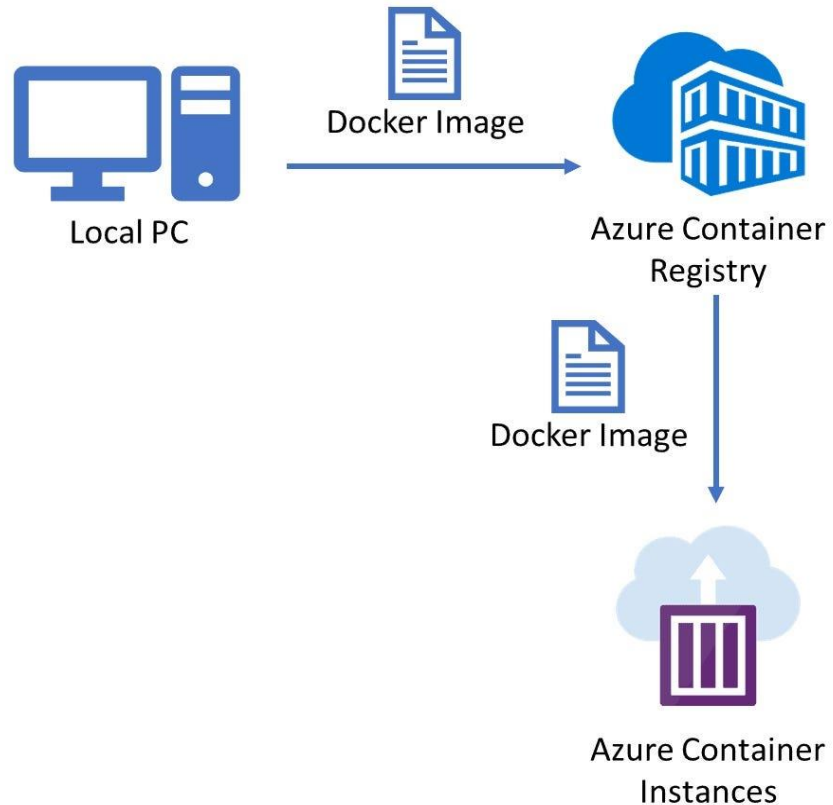 Docker Image
Local PC
Azure Container
Registry
Docker Image
Azure Container
Instances